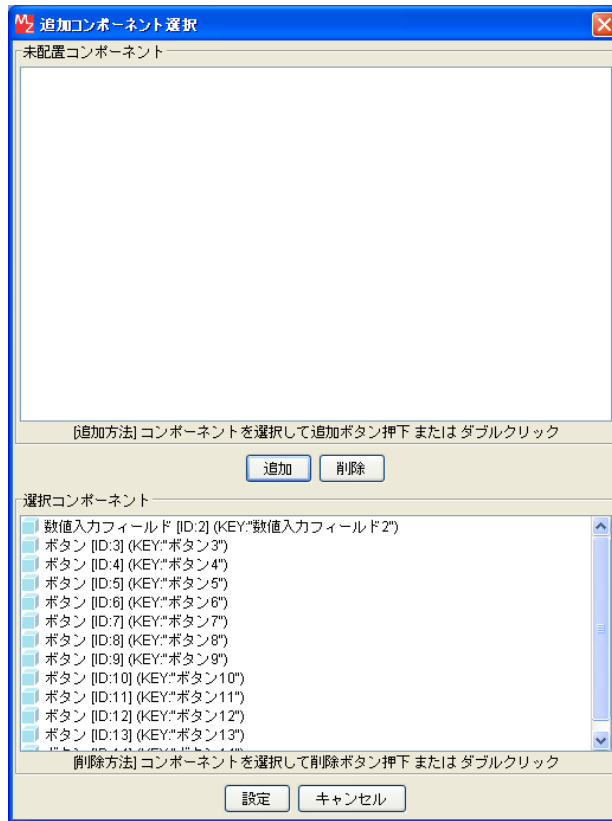 MZ 追加コンポーネント選択
未配置コンポーネント
[追加方法] コンポーネントを選択して追加ボタン押下 または ダブルクリック
追加 削除
選択コンポーネント
数値入力フィールド [ID:2] (KEY:"数値入力フィールド2")
ボタン [ID:3] (KEY:"ボタン3")
ボタン [ID:4] (KEY:"ボタン4")
ボタン [ID:5] (KEY:"ボタン5")
ボタン [ID:6] (KEY:"ボタン6")
ボタン [ID:7] (KEY:"ボタン7")
ボタン [ID:8] (KEY:"ボタン8")
ボタン [ID:9] (KEY:"ボタン9")
ボタン [ID:10] (KEY:"ボタン10")
ボタン [ID:11] (KEY:"ボタン11")
ボタン [ID:12] (KEY:"ボタン12")
ボタン [ID:13] (KEY:"ボタン13")
[削除方法] コンポーネントを選択して削除ボタン押下 または ダブルクリック
設定 キャンセル